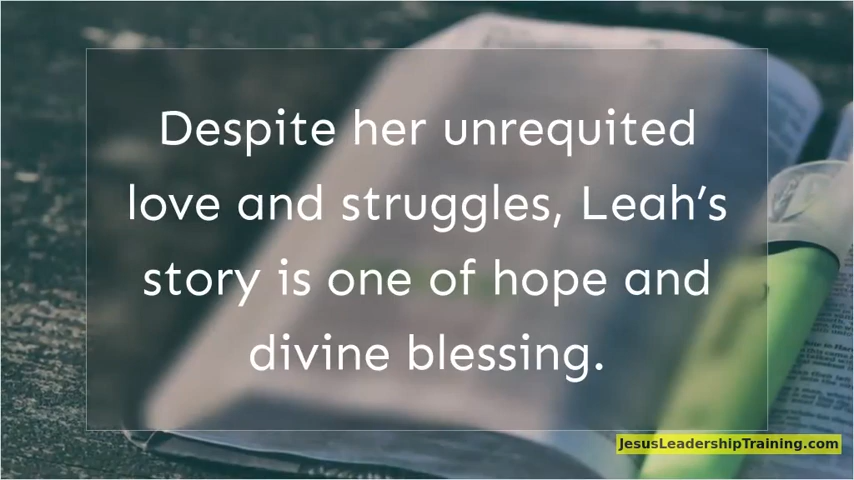 Despite her unrequited
love and struggles, Leah’s
story is one of hope and
divine blessing.
JesusLeadershipTraining.com